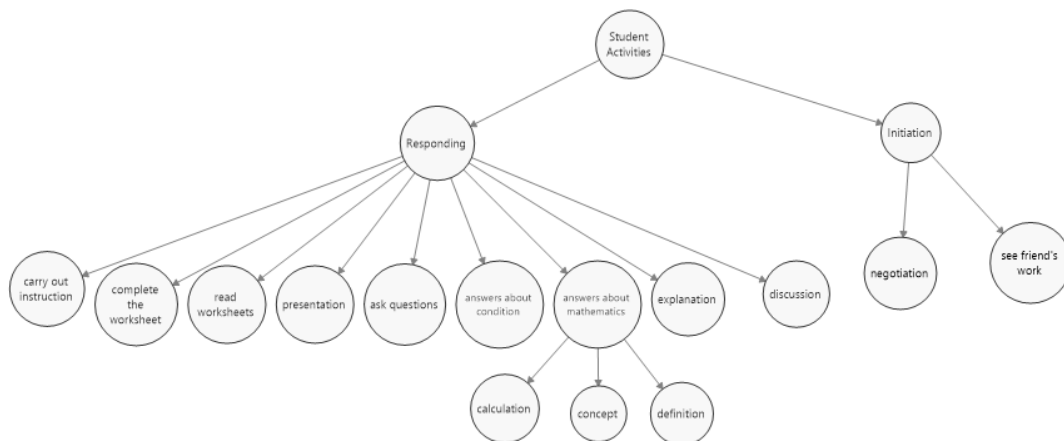 Student
Activities
Responding
Initiation
carry out
instruction
complete
the
worksheet
read
worksheets
presentation
ask questions
answers about
condition
answers about
mathematics
explanation
discussion
negotiation
see friend's
work
calculation
concept
definition